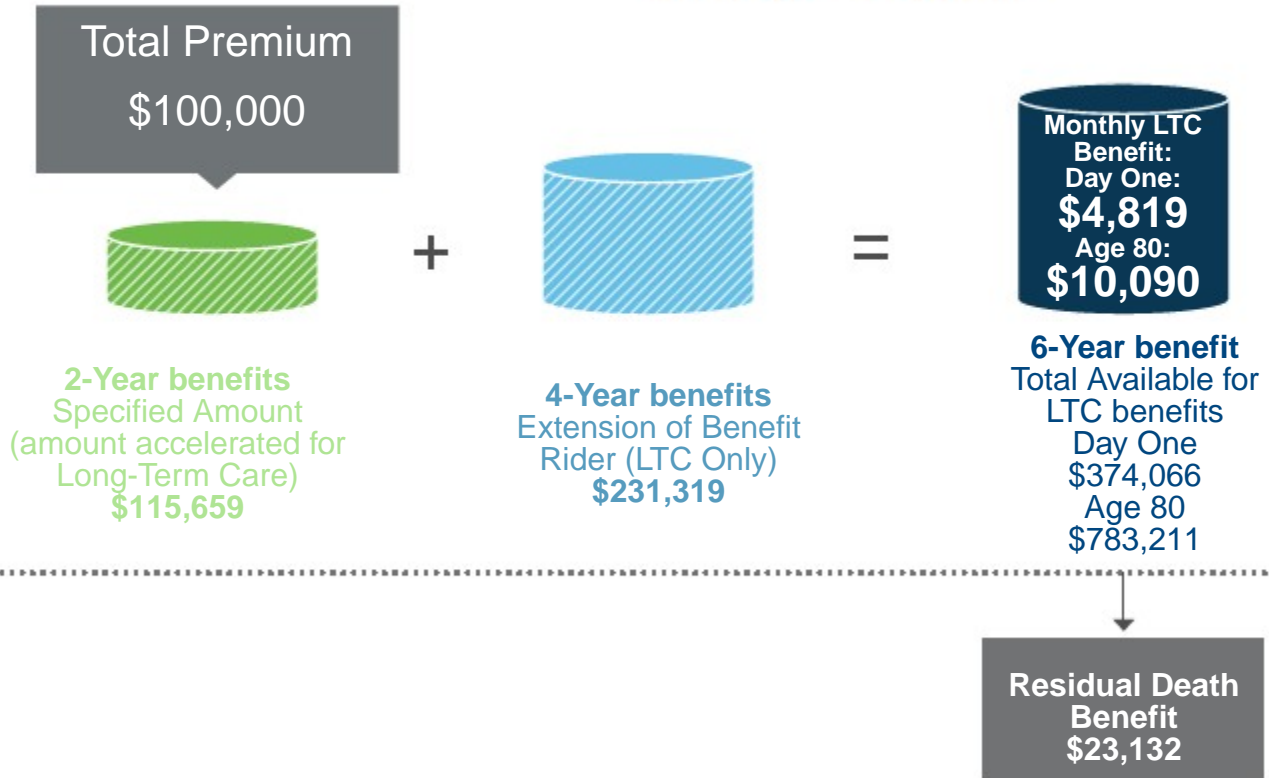 Total Premium
$100,000
+
=
Monthly LTC
Benefit:
Day One:
$4,819
Age 80:
$10,090
2-Year benefits
Specified Amount
(amount accelerated for
Long-Term Care)
$115,659
4-Year benefits
Extension of Benefit
Rider (LTC Only)
$231,319
6-Year benefit
Total Available for
LTC benefits
Day One
$374,066
Age 80
$783,211
Residual Death
Benefit
$23,132